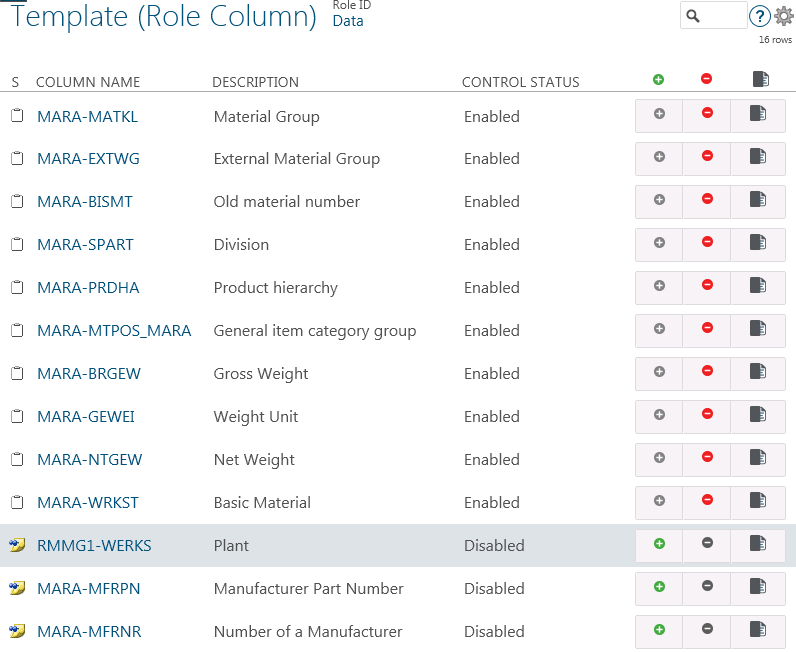 Template (Role Column)
Role ID
Data
?
16 rows
S COLUMN NAME DESCRIPTION CONTROL STATUS
MARA-MATKL Material Group Enabled
MARA-EXTWG External Material Group Enabled
MARA-BISMT Old material number Enabled
MARA-SPART Division Enabled
MARA-PRDHA Product hierarchy Enabled
MARA-MTPOS_MARA General item category group Enabled
MARA-BRGEW Gross Weight Enabled
MARA-GEWEI Weight Unit Enabled
MARA-NTGEW Net Weight Enabled
MARA-WRKST Basic Material Enabled
RMMG1-WERKS Plant Disabled
MARA-MFRPN Manufacturer Part Number Disabled
MARA-MFRNR Number of a Manufacturer Disabled